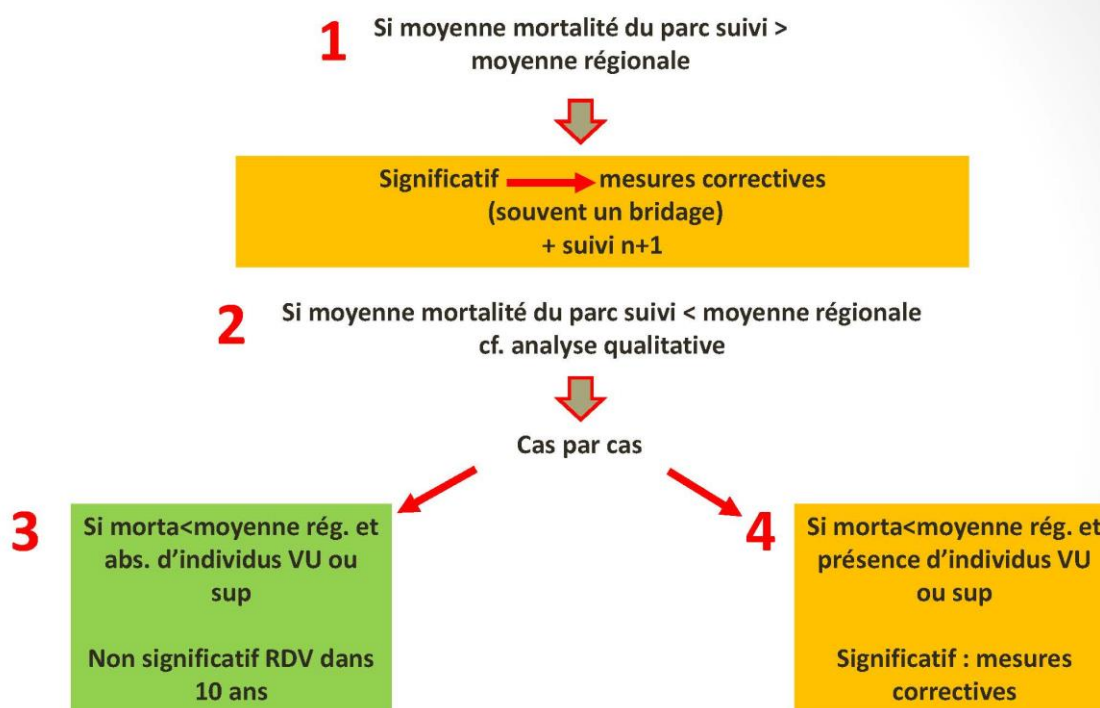 1
Si moyenne mortalité du parc suivi >
moyenne régionale
Significatif mesures correctives
(souvent un bridage)
+ suivi n+1
2
Si moyenne mortalité du parc suivi < moyenne régionale
cf. analyse qualitative
Cas par cas
3
Si morta<moyenne rég. et
abs. d’individus VU ou
sup
Non significatif RDV dans
10 ans
4
Si morta<moyenne rég. et
présence d’individus VU
ou sup
Significatif : mesures
correctives